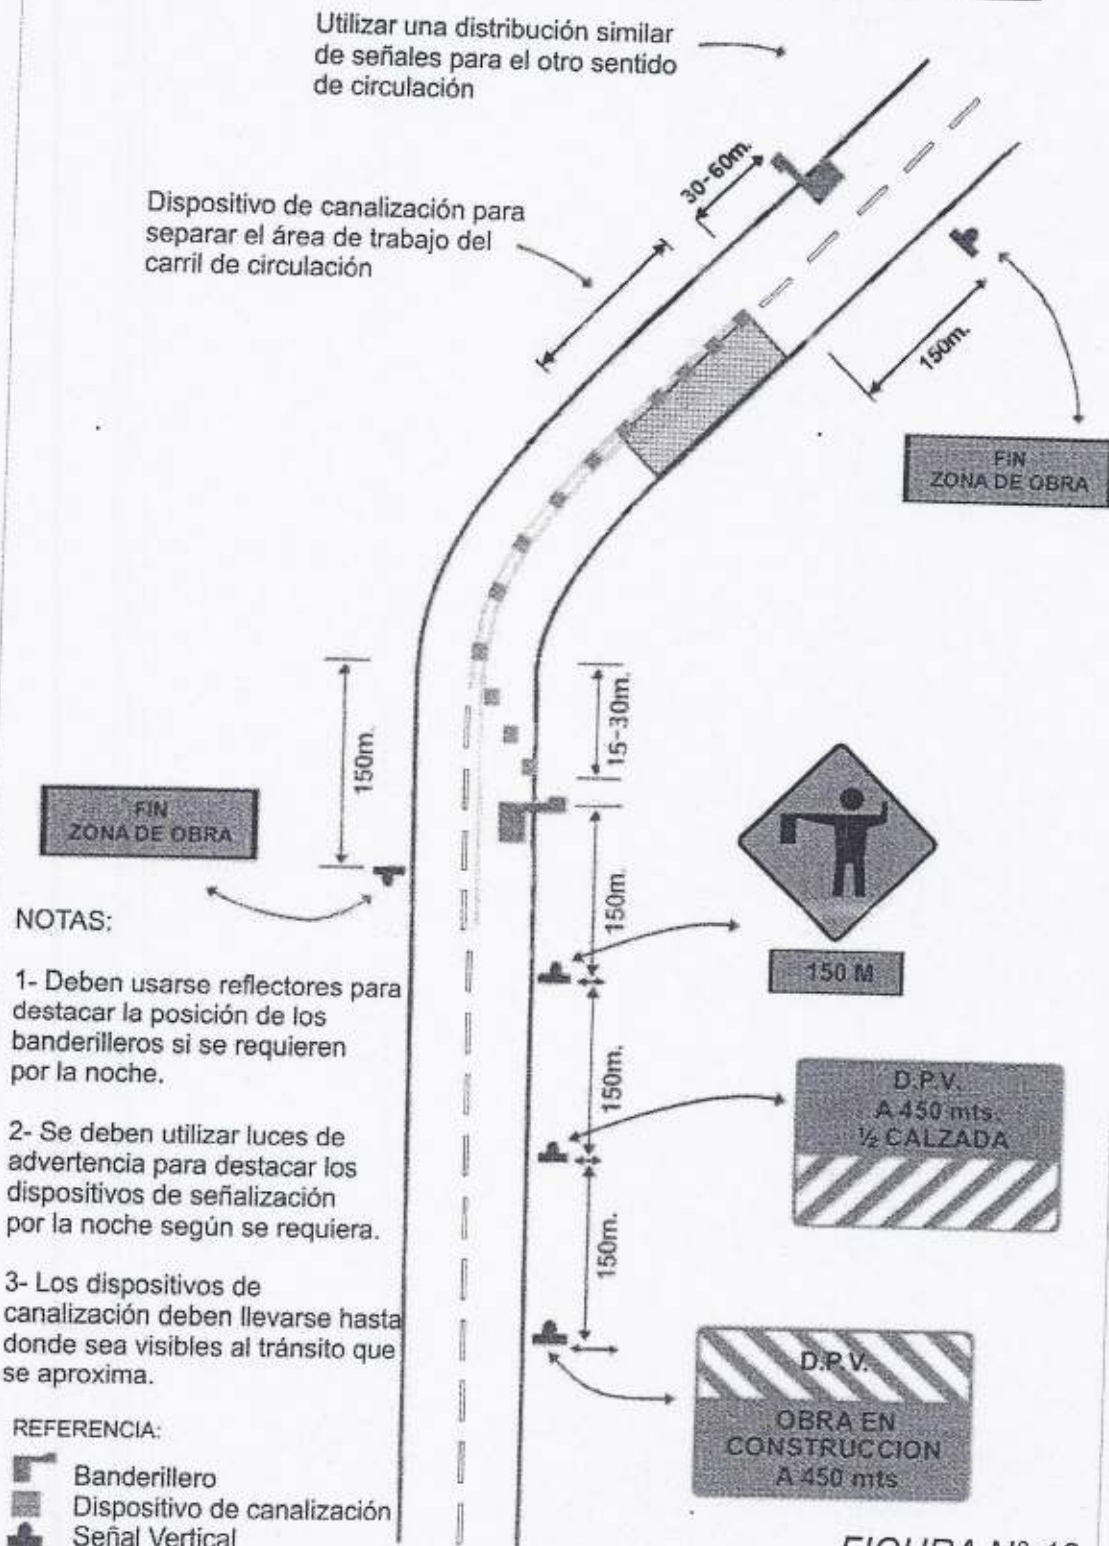 Utilizar una distribución similar
de señales para el otro sentido
de circulación
30-60m.
Dispositivo de canalización para
separar el área de trabajo del
carril de circulación
150m.
FIN
ZONA DE OBRA
150m.
15-30m.
FIN
ZONA DE OBRA
150m.
150 M
150m.
D.P.V.
A 450 mts.
½ CALZADA
150m.
D.P.V.
OBRA EN
CONSTRUCCION
A 450 mts
NOTAS:
1- Deben usarse reflectores para
destacar la posición de los
banderilleros si se requieren
por la noche.
2- Se deben utilizar luces de
advertencia para destacar los
dispositivos de señalización
por la noche según se requiera.
3- Los dispositivos de
canalización deben llevarse hasta
donde sea visibles al tránsito que
se aproxima.
REFERENCIA:
Banderillero
Dispositivo de canalización
Señal Vertical
FIGURA Nº